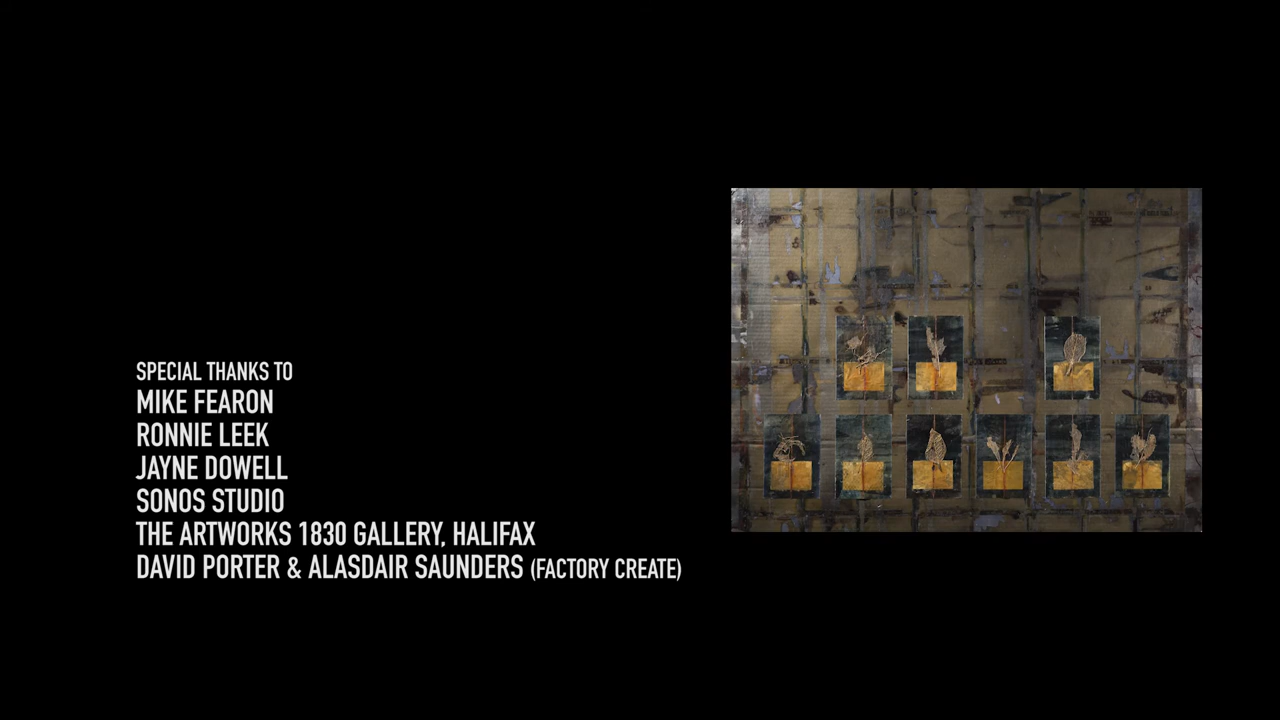 SPECIAL THANKS TO
MIKE FEARON
RONNIE LEEK
JAYNE DOWELL
SONOS STUDIO
THE ARTWORKS 1830 GALLERY, HALIFAX
DAVID PORTER & ALASDAIR SAUNDERS (FACTORY CREATE)